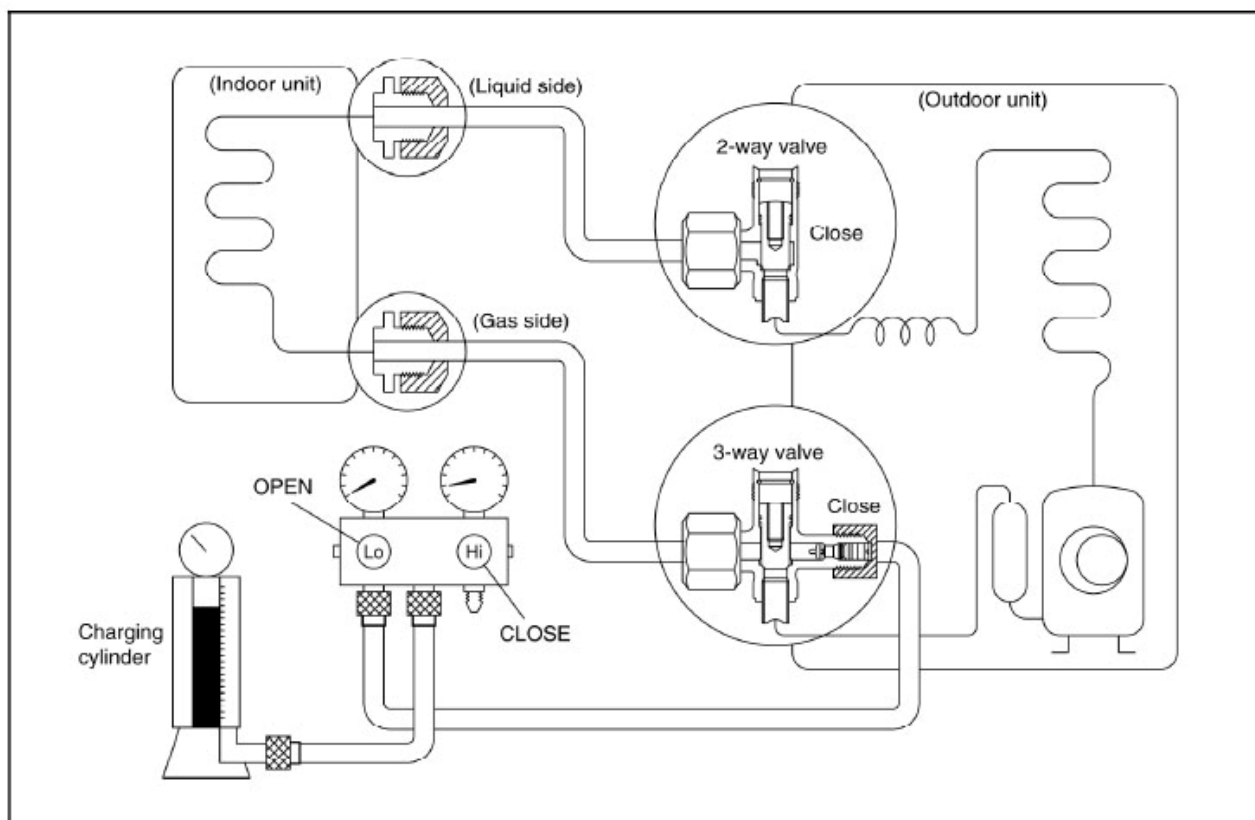 (Indoor unit)
(Liquid side)
(Outdoor unit)
2-way valve
Close
(Gas side)
3-way valve
Close
OPEN
Lo
Hi
CLOSE
Charging
cylinder